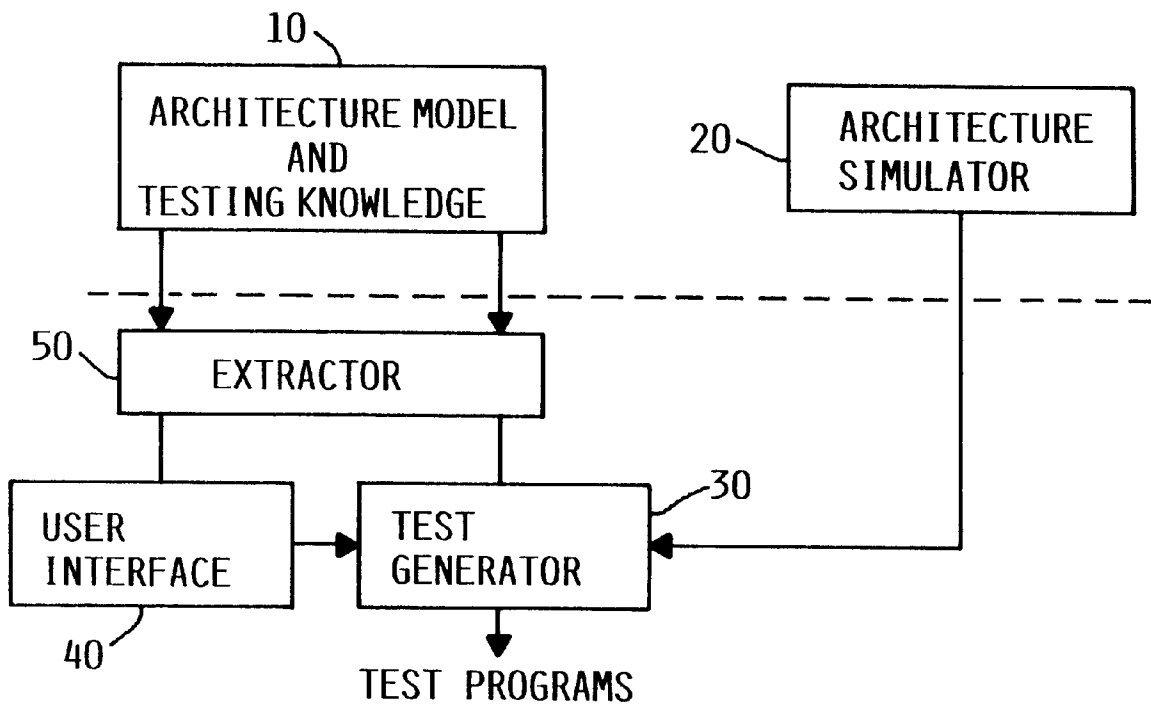 10
ARCHITECTURE MODEL
AND
TESTING KNOWLEDGE
20
ARCHITECTURE
SIMULATOR
50
EXTRACTOR
USER
INTERFACE
40
TEST
GENERATOR
30
TEST PROGRAMS